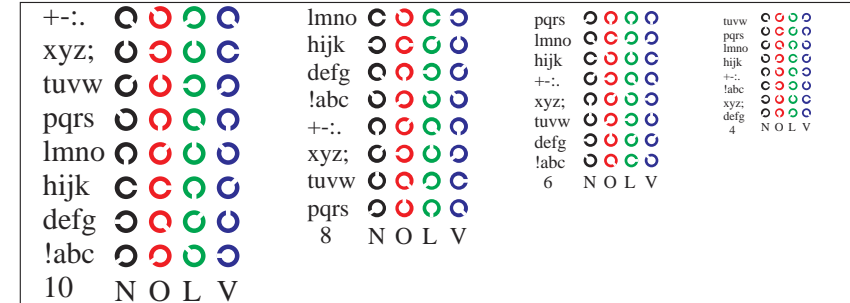 +-:.
xyz;
tuvw
pqrs
lmno
hijk
defg
!abc
10 N O L V
lmno
hijk
defg
!abc
+-:.
xyz;
tuvw
pqrs
8 N O L V
pqrs
lmno
hijk
+-:.
xyz;
tuvw
defg
!abc
6 N O L V
tuvw
pqrs
lmno
hijk
+-:.
!abc
xyz;
defg
4 N O L V